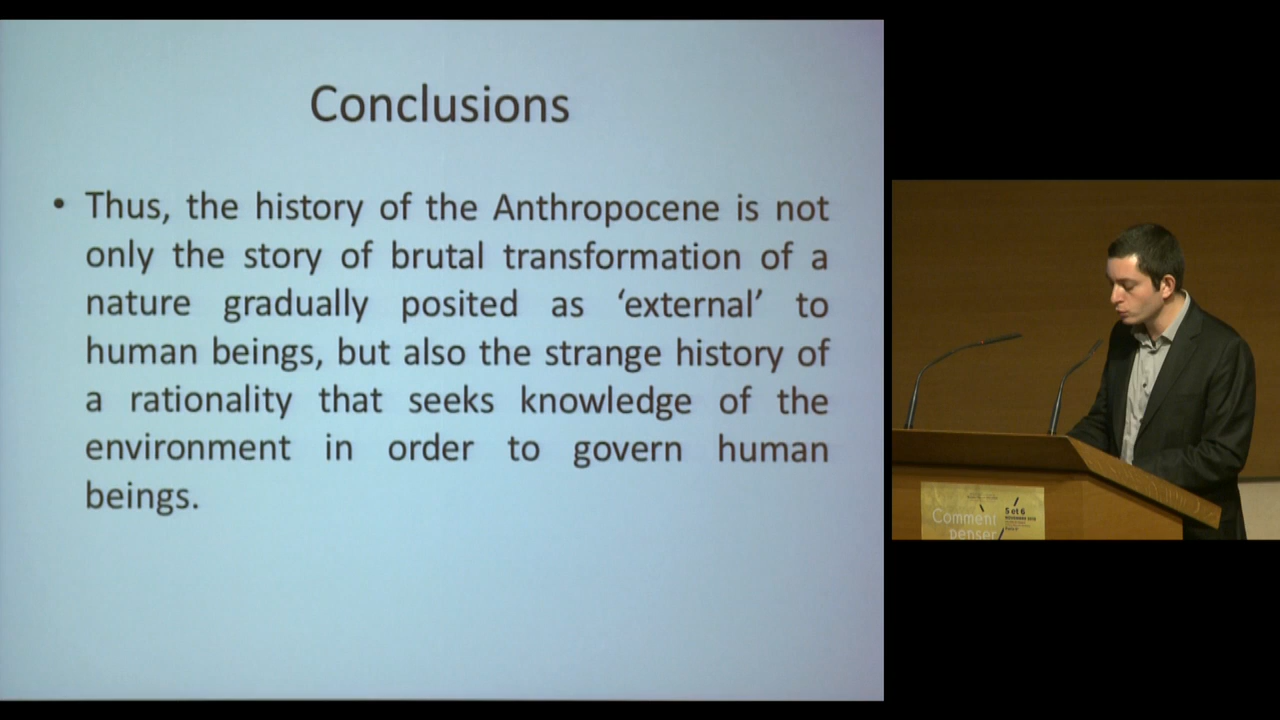 Conclusions
• Thus, the history of the Anthropocene is not
only the story of brutal transformation of a
nature gradually posited as ‘external’ to
human beings, but also the strange history of
a rationality that seeks knowledge of the
environment in order to govern human
beings.
Comment
penser
5 et 6